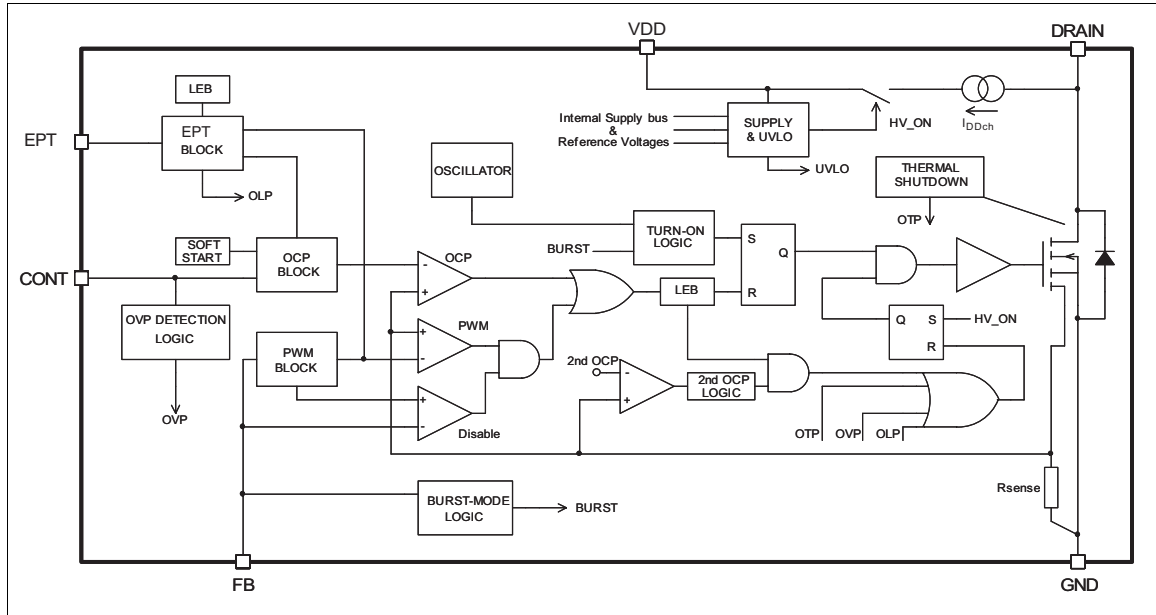 VDD
DRAIN
LEB
EPT
EPT
BLOCK
OLP
Internal Supply bus
&
Reference Voltages
SUPPLY
& UVLO
HV_ON
IDDch
UVLO
OSCILLATOR
THERMAL
SHUTDOWN
OTP
SOFT
START
OCP
BLOCK
CONT
BURST
TURN-ON
LOGIC
S
Q
R
OCP
-
+
LEB
OVP DETECTION
LOGIC
OVP
PWM
BLOCK
+
PWM
-
+
-
Disable
2nd OCP
-
+
2nd OCP
LOGIC
Q
S
R
HV_ON
OTP
OVP
OLP
Rsense
BURST-MODE
LOGIC
BURST
FB
GND